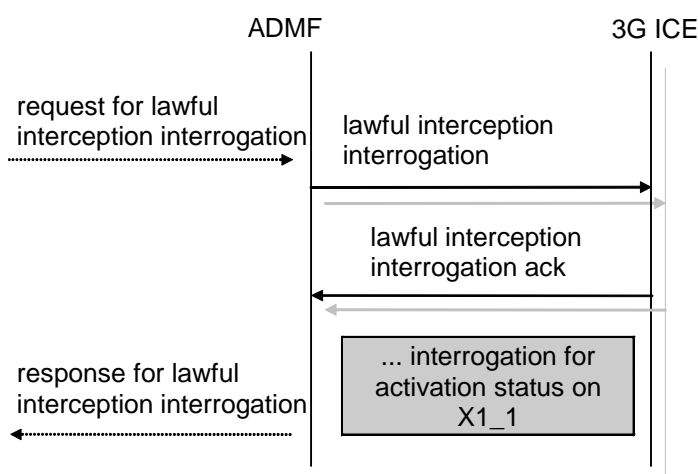 ADMF
3G ICE
request for lawful
interception interrogation
lawful interception
interrogation
lawful interception
interrogation ack
... interrogation for
activation status on
X1_1
response for lawful
interception interrogation